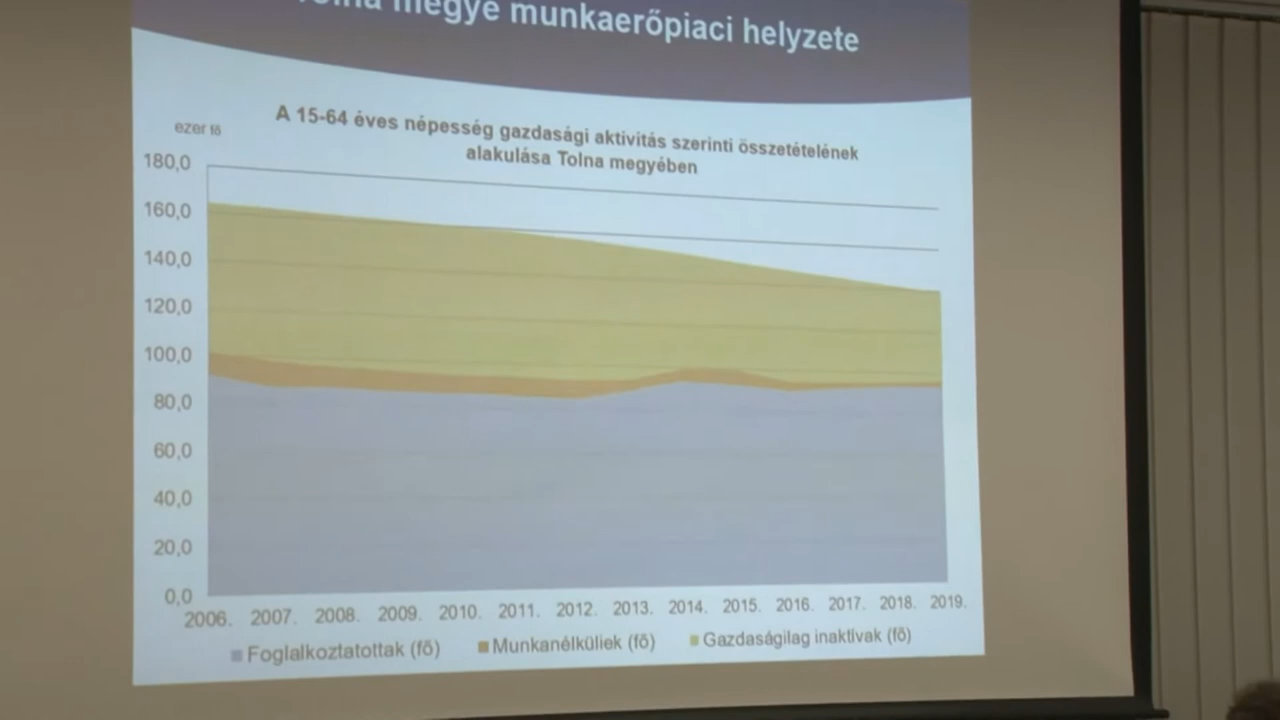 megye munkaerőpiaci helyzete
A 15-64 éves népesség gazdasági aktivitás szerinti összetételének
alakulása Tolna megyében
ezer fő
180,0
160,0
140,0
120,0
100,0
80,0
60,0
40,0
20,0
0,0
2006. 2007. 2008. 2009. 2010. 2011. 2012. 2013. 2014. 2015. 2016. 2017. 2018. 2019.
Foglalkoztatottak (fő) Munkanélküliek (fő) Gazdaságilag inaktívak (fő)